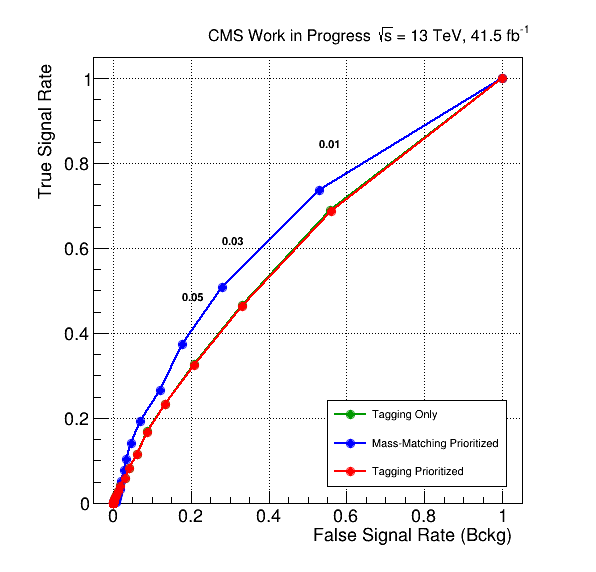 CMS Work in Progress √s = 13 TeV, 41.5 fb⁻¹
True Signal Rate
1
0.8
0.6
0.4
0.2
0
0.01
0.03
0.05
Tagging Only
Mass-Matching Prioritized
Tagging Prioritized
0 0.2 0.4 0.6 0.8 1
False Signal Rate (Bckg)